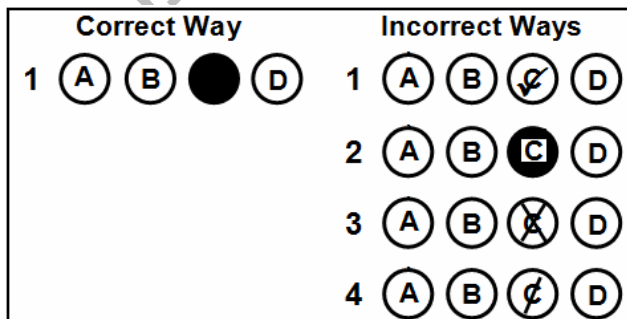 Correct Way
1 A B D
Incorrect Ways
1 A B C D
2 A B C D
3 A B C D
4 A B C D